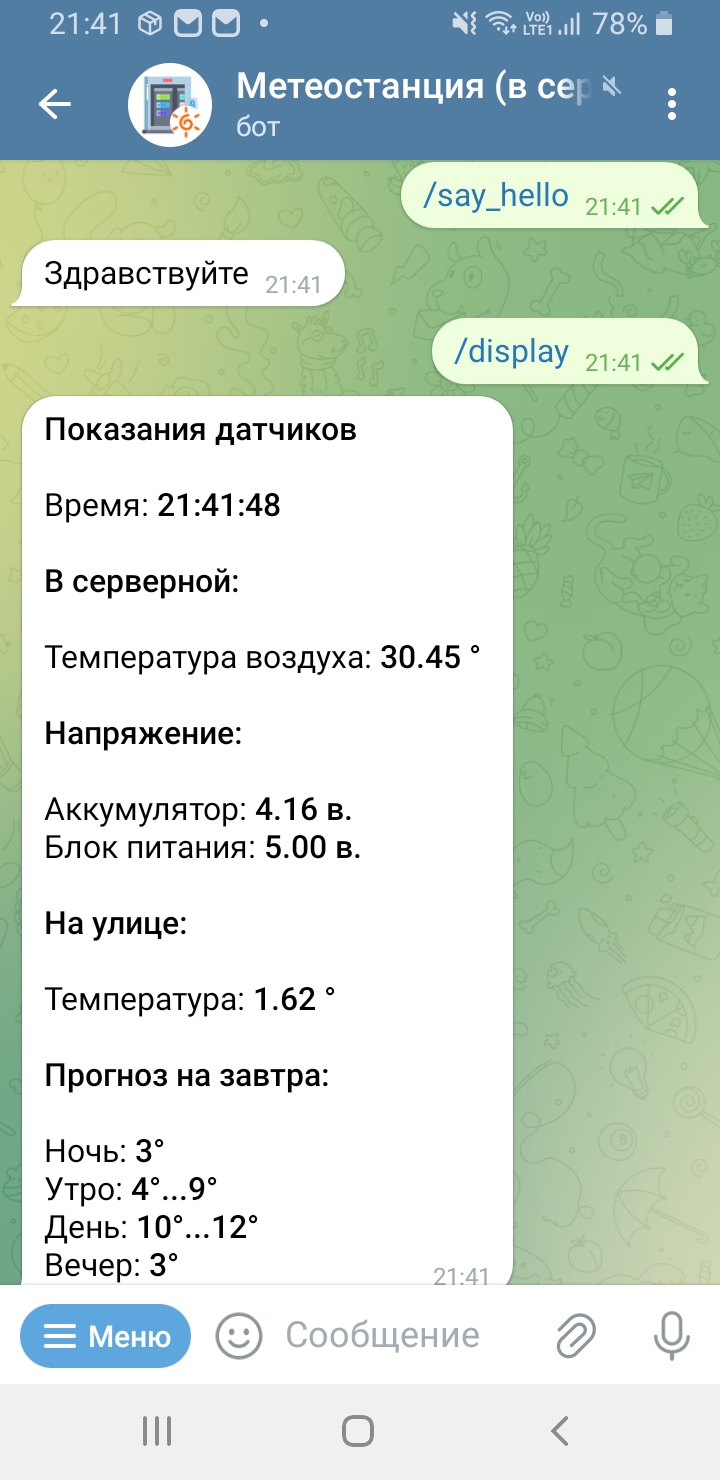 21:41
Vo))
LTE1
78%
Метеостанция (в сер
бот
/say_hello 21:41
Здравствуйте 21:41
/display 21:41
Показания датчиков
Время: 21:41:48
В серверной:
Температура воздуха: 30.45 °
Напряжение:
Аккумулятор: 4.16 в.
Блок питания: 5.00 в.
На улице:
Температура: 1.62 °
Прогноз на завтра:
Ночь: 3°
Утро: 4°...9°
День: 10°...12°
Вечер: 3°
21:41
Меню
Сообщение